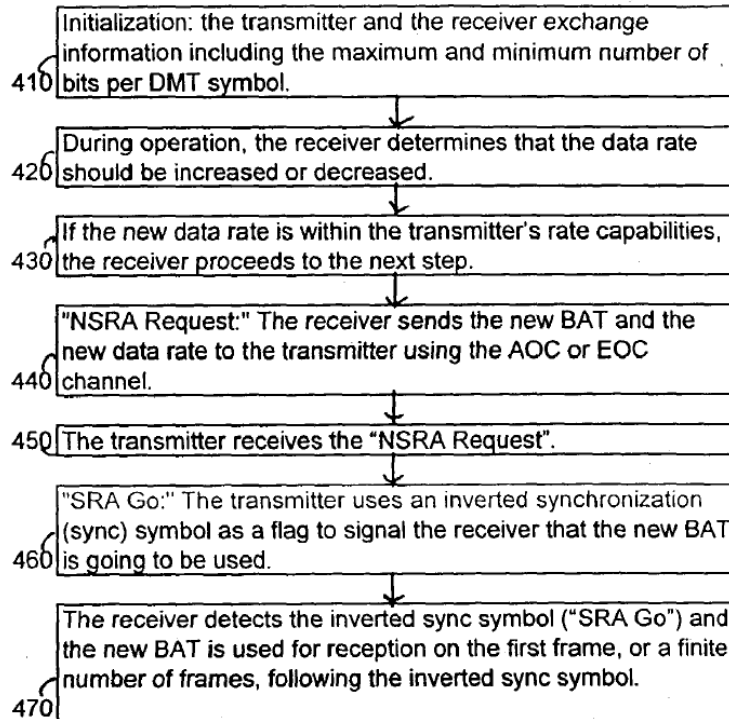 Initialization: the transmitter and the receiver exchange
information including the maximum and minimum number of
410 bits per DMT symbol.
During operation, the receiver determines that the data rate
420 should be increased or decreased.
If the new data rate is within the transmitter's rate capabilities,
430 the receiver proceeds to the next step.
"NSRA Request:" The receiver sends the new BAT and the
new data rate to the transmitter using the AOC or EOC
440 channel.
450 The transmitter receives the “NSRA Request”.
"SRA Go:" The transmitter uses an inverted synchronization
(sync) symbol as a flag to signal the receiver that the new BAT
460 is going to be used.
The receiver detects the inverted sync symbol (“SRA Go”) and
the new BAT is used for reception on the first frame, or a finite
number of frames, following the inverted sync symbol.
470